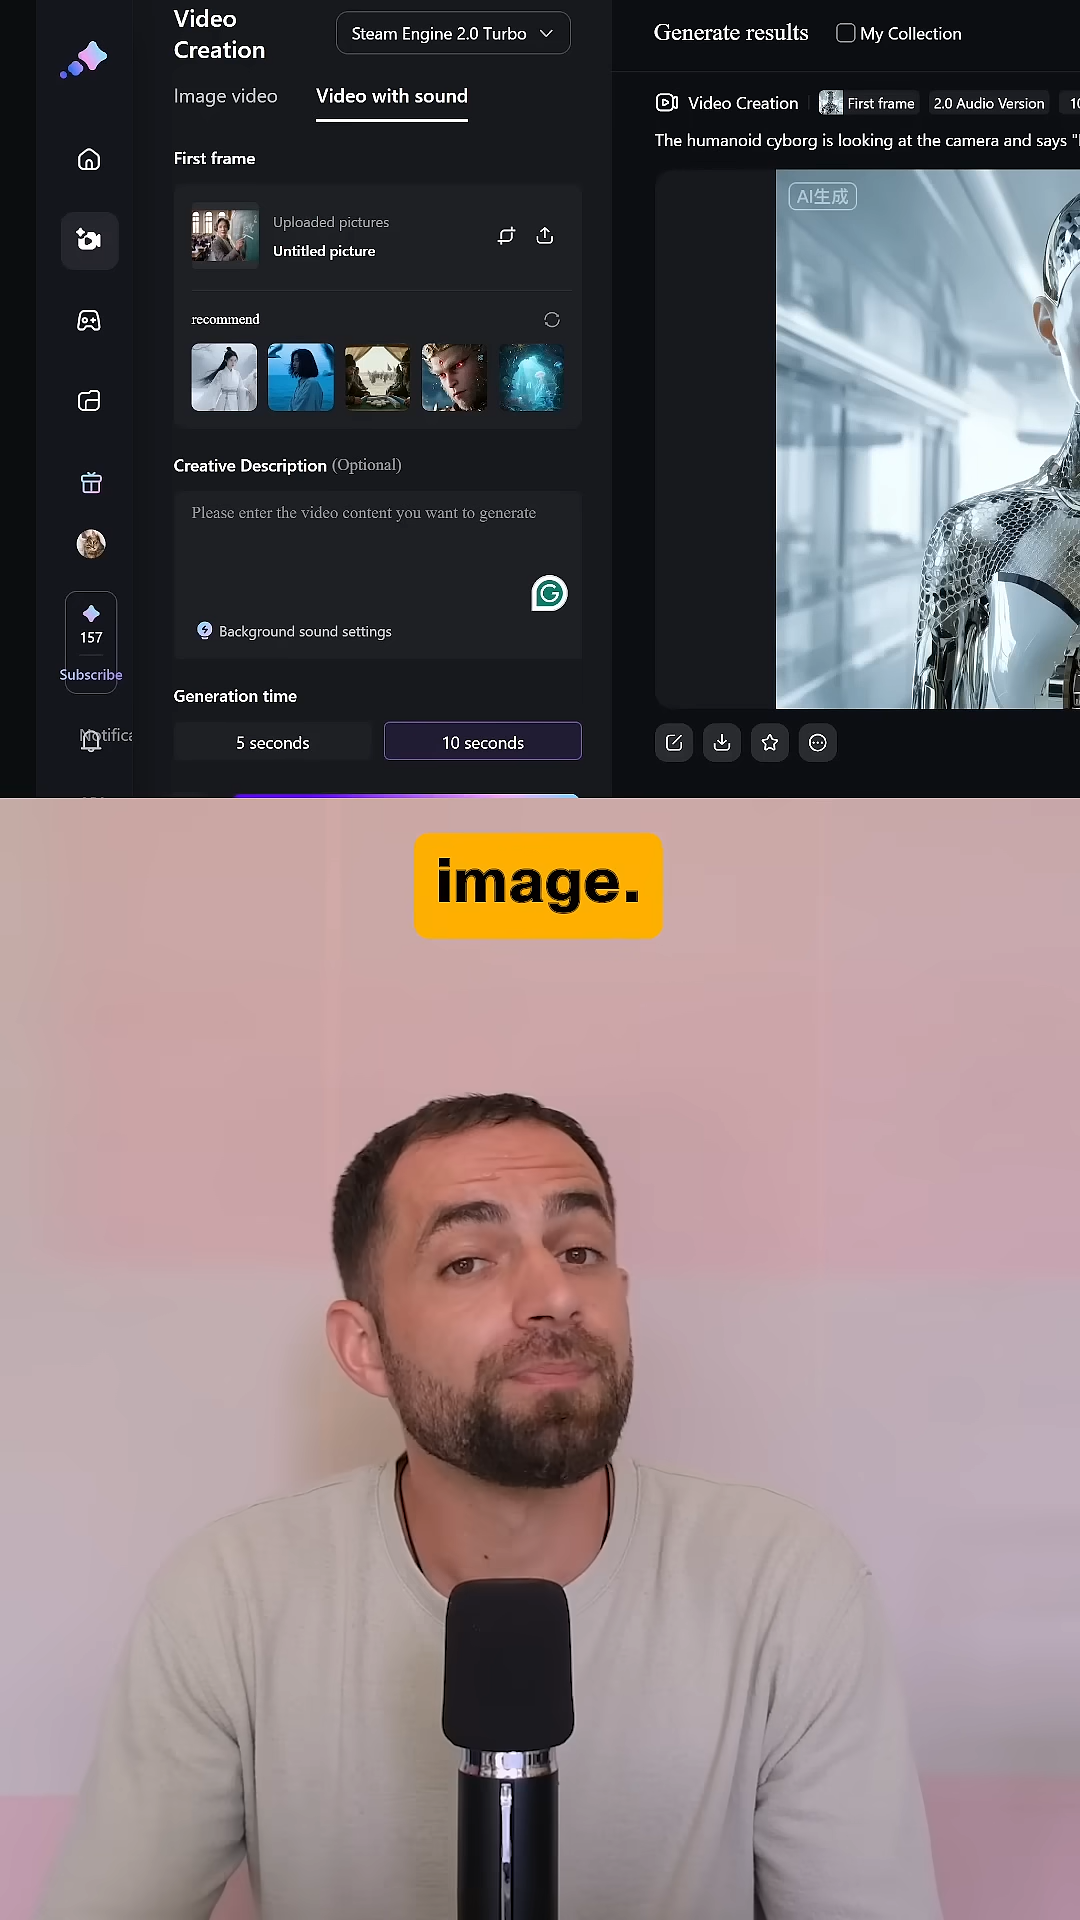 Video
Creation
Steam Engine 2.0 Turbo
Image video
Video with sound
First frame
Uploaded pictures
Untitled picture
recommend
Creative Description (Optional)
Please enter the video content you want to generate
Background sound settings
157
Subscribe
Generation time
5 seconds
10 seconds
Generate results
My Collection
Video Creation
First frame
2.0 Audio Version
10
The humanoid cyborg is looking at the camera and says "
AI生成
image.